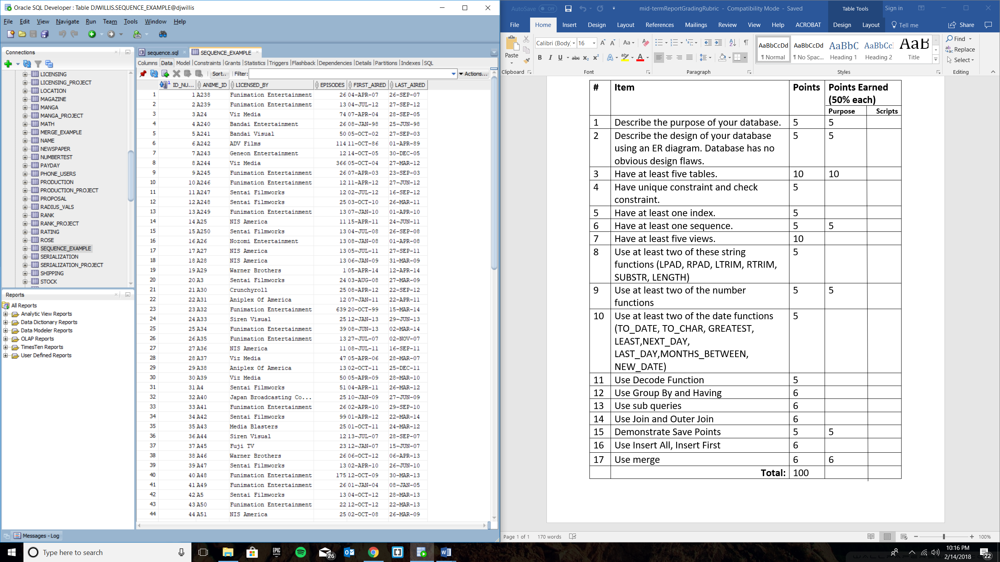 Oracle SQL Developer : Table DJWILLIS.SEQUENCE_EXAMPLE@djwillis
File Edit View Navigate Run Team Tools Window Help
Connections
LICENSING
LICENSING_PROJECT
LOCATION
MAGAZINE
MANGA
MANGA_PROJECT
MATH
MERGE_EXAMPLE
NAME
NEWSPAPER
NUMBERTEST
PAYDAY
PHONE_USERS
PRODUCTION
PRODUCTION_PROJECT
PROPOSAL
RADIUS_VALS
RANK
RANK_PROJECT
RATING
ROSE
SEQUENCE_EXAMPLE
SERIALIZATION
SERIALIZATION_PROJECT
SHIPPING
STOCK
Reports
All Reports
Analytic View Reports
Data Dictionary Reports
Data Modeler Reports
OLAP Reports
TimesTen Reports
User Defined Reports
sequence.sql SEQUENCE_EXAMPLE
Columns Data Model Constraints Grants Statistics Triggers Flashback Dependencies Details Partitions Indexes SQL
Sort.. Filter: Actions...
ID_NU... ANIME_ID LICENSED_BY EPISODES FIRST_AIRED LAST_AIRED
1 1 A238 Funimation Entertainment 26 04-APR-07 26-SEP-07
2 2 A239 Funimation Entertainment 13 04-JUL-12 27-SEP-12
3 3 A24 Viz Media 74 07-APR-04 28-SEP-05
4 4 A240 Bandai Entertainment 26 08-JAN-98 25-JUN-98
5 5 A241 Bandai Visual 50 05-OCT-02 27-SEP-03
6 6 A242 ADV Films 114 11-OCT-86 01-APR-89
7 7 A243 Geneon Entertainment 12 14-OCT-05 30-DEC-05
8 8 A244 Viz Media 366 05-OCT-04 27-MAR-12
9 9 A245 Funimation Entertainment 26 07-APR-03 23-SEP-03
10 10 A246 Funimation Entertainment 12 11-APR-12 27-JUN-12
11 11 A247 Sentai Filmworks 12 02-JUL-12 16-SEP-12
12 12 A248 Sentai Filmworks 25 03-OCT-10 26-MAR-11
13 13 A249 Funimation Entertainment 13 07-JAN-10 01-APR-10
14 14 A25 NIS America 11 15-APR-11 24-JUN-11
15 15 A250 Sentai Filmworks 13 04-JUL-08 26-SEP-08
16 16 A26 Nozomi Entertainment 13 08-JAN-08 01-APR-08
17 17 A27 NIS America 13 05-JUL-11 27-SEP-11
18 18 A28 NIS America 13 06-JAN-09 31-MAR-09
19 19 A29 Warner Brothers 1 05-APR-14 12-APR-14
20 20 A3 Sentai Filmworks 24 03-AUG-08 27-MAR-09
21 21 A30 Crunchyroll 25 08-APR-12 22-SEP-12
22 22 A31 Aniplex Of America 12 07-JAN-11 22-APR-11
23 23 A32 Funimation Entertainment 639 20-OCT-99 15-MAR-14
24 24 A33 Siren Visual 25 12-JAN-13 29-JUN-13
25 25 A34 Funimation Entertainment 39 08-JUN-13 02-MAR-14
26 26 A35 Funimation Entertainment 13 27-JUL-07 02-NOV-07
27 27 A36 NIS America 11 08-JUL-11 16-SEP-11
28 28 A37 Viz Media 47 05-APR-06 28-MAR-07
29 29 A38 Aniplex Of America 13 02-OCT-11 25-DEC-11
30 30 A39 Viz Media 50 05-APR-09 28-MAR-10
31 31 A4 Sentai Filmworks 51 04-APR-11 26-MAR-12
32 32 A40 Japan Broadcasting Co... 25 10-JAN-09 27-JUN-09
33 33 A41 Funimation Entertainment 26 02-APR-10 29-SEP-10
34 34 A42 Sentai Filmworks 99 01-APR-12 22-MAR-14
35 35 A43 Media Blasters 25 01-OCT-11 24-MAR-12
36 36 A44 Siren Visual 12 13-JUL-07 28-SEP-07
37 37 A45 Fuji TV 23 12-JAN-07 15-JUN-07
38 38 A46 Warner Brothers 26 06-OCT-12 06-APR-13
39 39 A47 Sentai Filmworks 13 02-APR-10 26-JUN-10
40 40 A48 Funimation Entertainment 175 12-OCT-09 30-MAR-13
41 41 A49 Funimation Entertainment 26 01-JAN-04 08-JAN-05
42 42 A5 Sentai Filmworks 13 04-OCT-12 28-MAR-13
43 43 A50 Funimation Entertainment 22 12-OCT-12 22-MAR-13
44 44 A51 NIS America 25 02-OCT-08 26-MAR-09
Messages - Log
AutoSave Off mid-termReportGradingRubric - Compatibility Mode - Saved Table Tools Sign in
File Home Insert Design Layout References Mailings Review View Help ACROBAT Design Layout Tell me Share
Paste
Calibri (Body) 16
AaBbCcDd AaBbCcDd AaBbC AaBbCcI AaB
¶ Normal ¶ No Spac... Heading 1 Heading 2 Title
Find
Replace
Select
Clipboard Font Paragraph Styles Editing
# Item Points Points Earned
(50% each)
Purpose Scripts
1 Describe the purpose of your database. 5 5
2 Describe the design of your database 5 5
using an ER diagram. Database has no
obvious design flaws.
3 Have at least five tables. 10 10
4 Have unique constraint and check 5
constraint.
5 Have at least one index. 5
6 Have at least one sequence. 5 5
7 Have at least five views. 10
8 Use at least two of these string 5
functions (LPAD, RPAD, LTRIM, RTRIM,
SUBSTR, LENGTH)
9 Use at least two of the number 5 5
functions
10 Use at least two of the date functions 5
(TO_DATE, TO_CHAR, GREATEST,
LEAST,NEXT_DAY,
LAST_DAY,MONTHS_BETWEEN,
NEW_DATE)
11 Use Decode Function 5
12 Use Group By and Having 6
13 Use sub queries 6
14 Use Join and Outer Join 6
15 Demonstrate Save Points 5 5
16 Use Insert All, Insert First 6
17 Use merge 6 6
Total: 100
Page 1 of 1 170 words 100%
Type here to search
EPIC GAMES
26
10:16 PM
2/14/2018
22